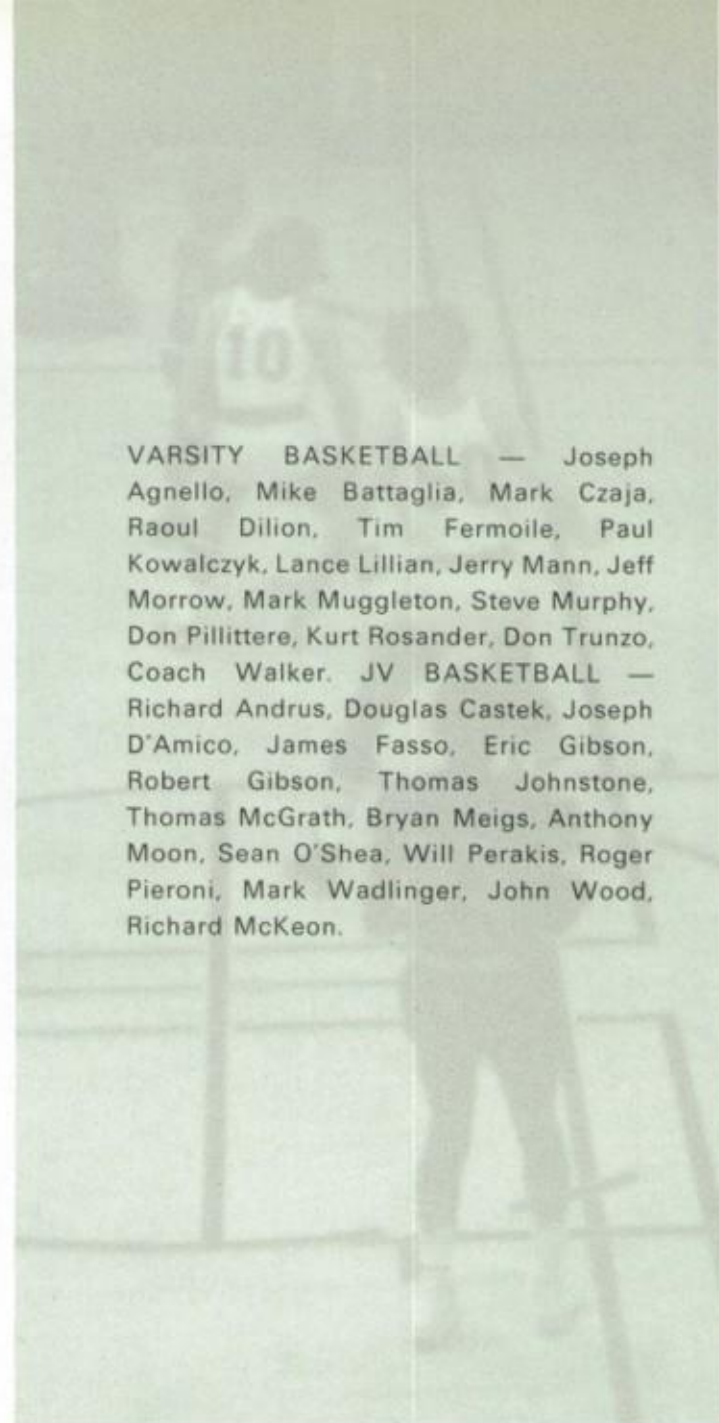 10
VARSITY BASKETBALL — Joseph
Agnello, Mike Battaglia, Mark Czaja,
Raoul Dilion, Tim Fermoile, Paul
Kowalczyk, Lance Lillian, Jerry Mann, Jeff
Morrow, Mark Muggleton, Steve Murphy,
Don Pillittere, Kurt Rosander, Don Trunzo,
Coach Walker. JV BASKETBALL —
Richard Andrus, Douglas Castek, Joseph
D'Amico, James Fasso, Eric Gibson,
Robert Gibson, Thomas Johnstone,
Thomas McGrath, Bryan Meigs, Anthony
Moon, Sean O'Shea, Will Perakis, Roger
Pieroni, Mark Wadlinger, John Wood,
Richard McKeon.